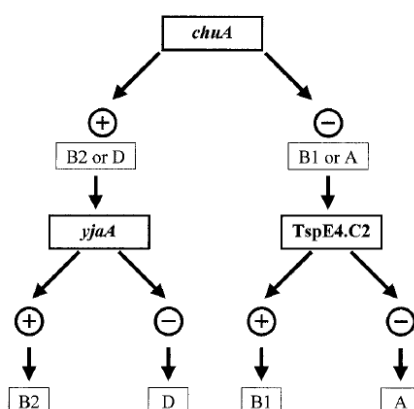 chuA
+ −
B2 or D B1 or A
yjaA TspE4.C2
+ − + −
B2 D B1 A